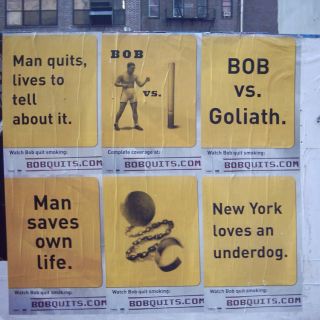 Man quits,
lives to
tell
about it.
Watch Bob quit smoking:
BOBQUITS.COM
BOB
vs.
Complete coverage at:
BOBQUITS.COM
BOB
vs.
Goliath.
Watch Bob quit smoking:
BOBQUITS.COM
Man
saves
own
life.
Watch Bob quit smoking:
BOBQUITS.COM
Watch Bob quit smoking:
BOBQUITS.COM
New York
loves an
underdog.
Watch Bob quit smoking:
BOBQUITS.COM